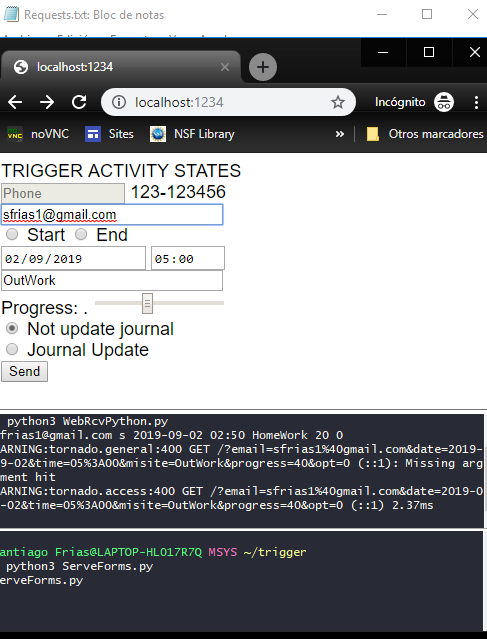 Requests.txt: Bloc de notas
localhost:1234
localhost:1234
Incógnito
noVNC
Sites
NSF Library
»
Otros marcadores
TRIGGER ACTIVITY STATES
Phone 123-123456
sfrias1@gmail.com
Start End
02/09/2019 05:00
OutWork
Progress: .
Not update journal
Journal Update
Send
python3 WebRcvPython.py
frias1@gmail.com s 2019-09-02 02:50 HomeWork 20 0
ARNING:tornado.general:400 GET /?email=sfrias1%40gmail.com&date=2019-
9-02&time=05%3A00&misite=OutWork&progress=40&opt=0 (::1): Missing arg
ment hit
ARNING:tornado.access:400 GET /?email=sfrias1%40gmail.com&date=2019-0
-02&time=05%3A00&misite=OutWork&progress=40&opt=0 (::1) 2.37ms
antiago Frias@LAPTOP-HLO17R7Q MSYS ~/trigger
python3 ServeForms.py
erveForms.py